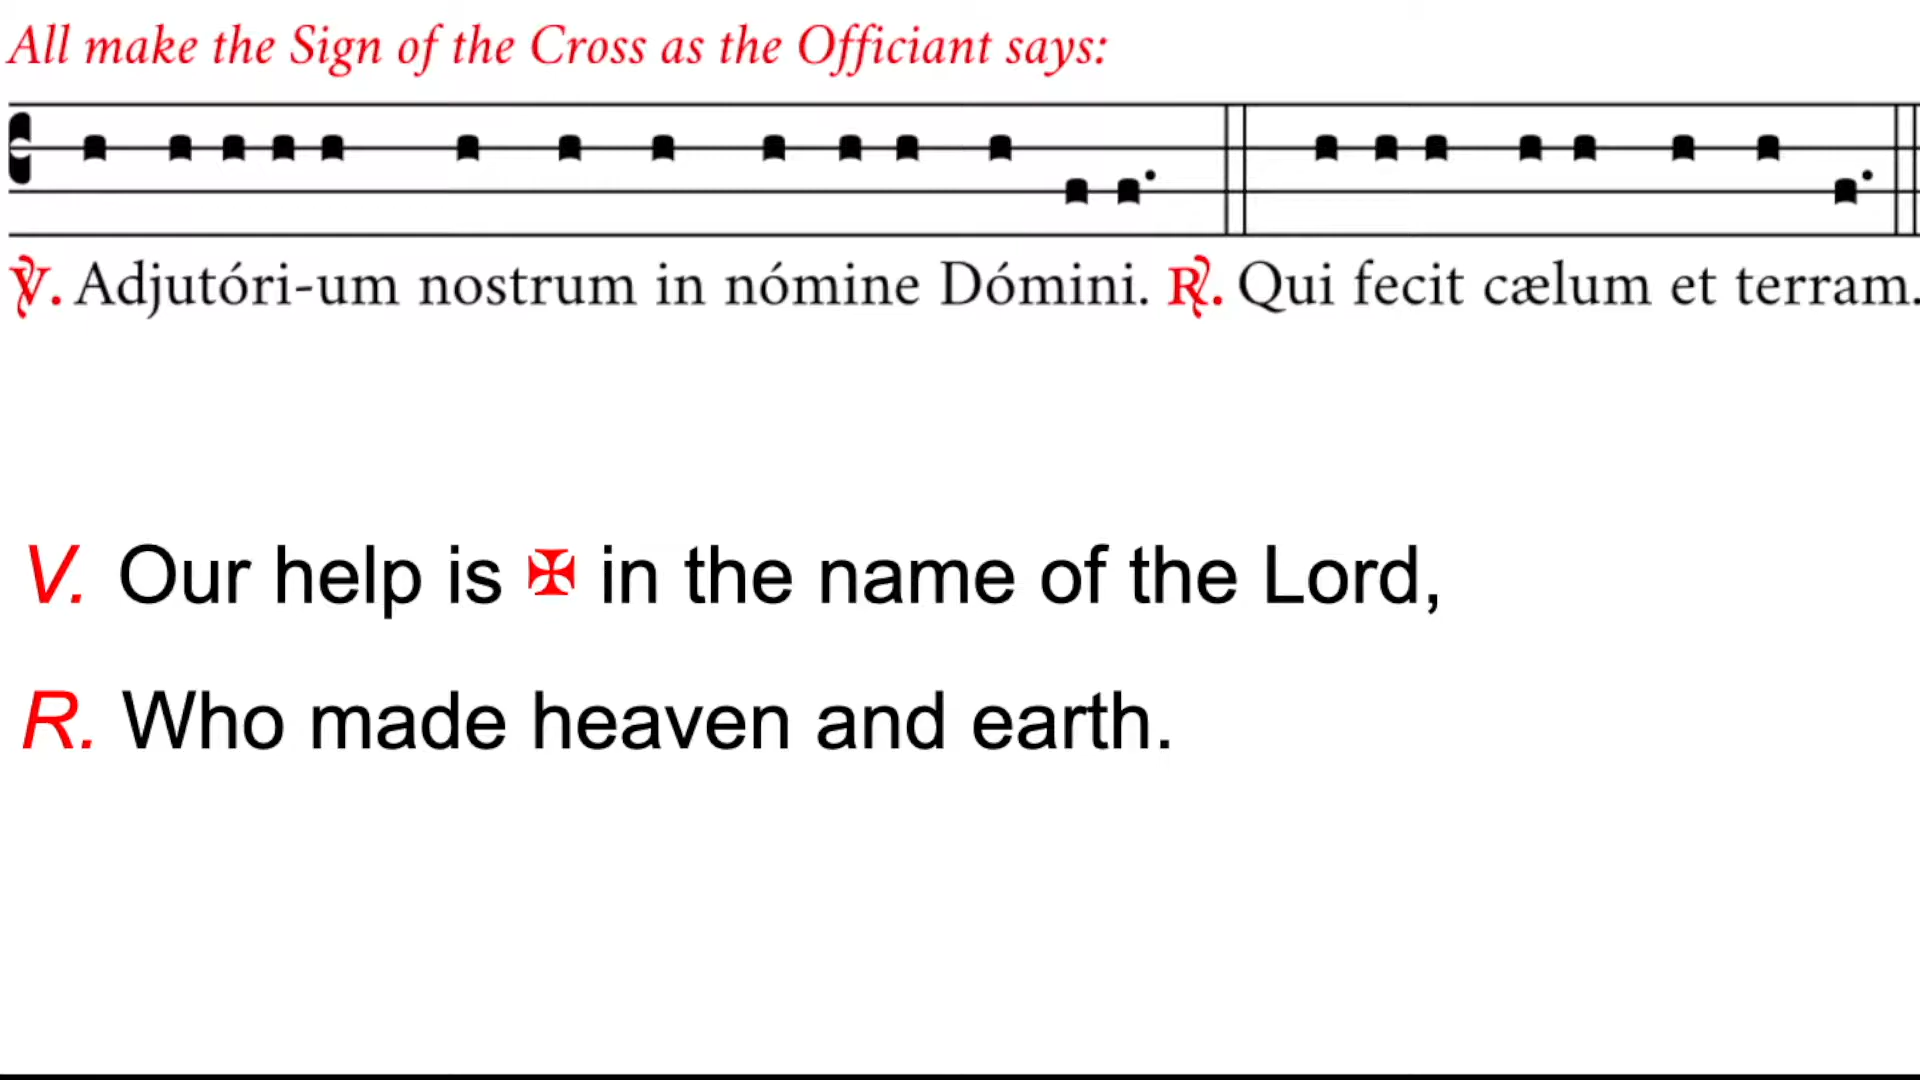 All make the Sign of the Cross as the Officiant says:
℣. Adjutóri-um nostrum in nómine Dómini. ℟. Qui fecit cælum et terram.
V. Our help is ✠ in the name of the Lord,
R. Who made heaven and earth.